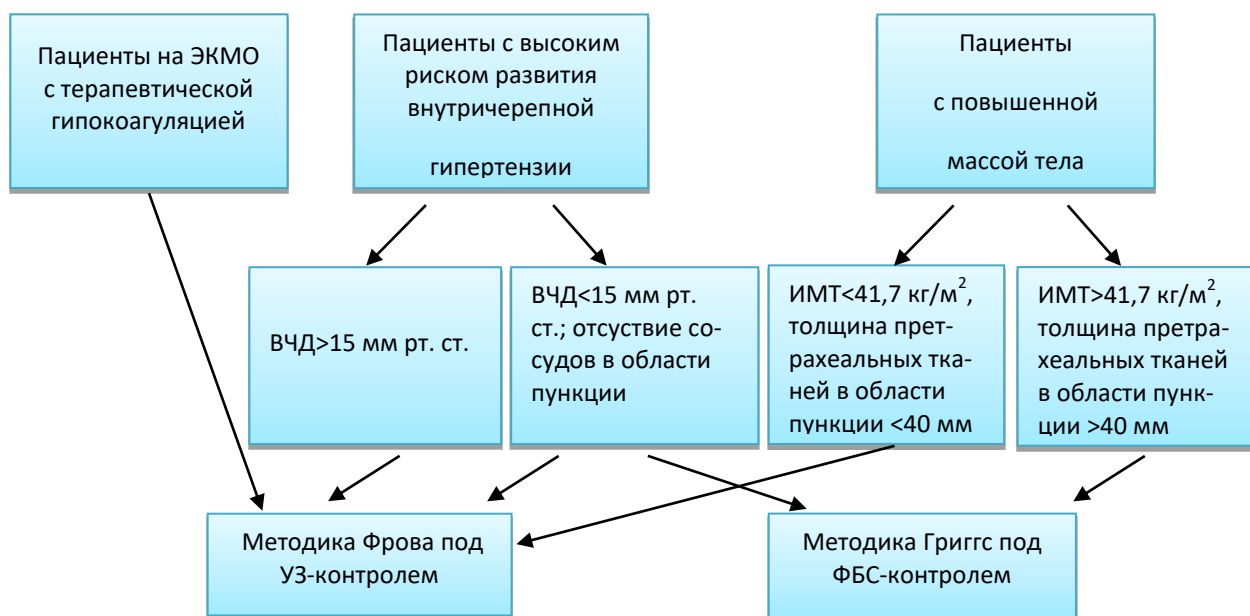 Пациенты на ЭКМО
с терапевтической
гипокоагуляцией
Пациенты с высоким
риском развития
внутричерепной
гипертензии
Пациенты
с повышенной
массой тела
ВЧД>15 мм рт. ст.
ВЧД<15 мм рт.
ст.; отсуствие со-
судов в области
пункции
ИМТ<41,7 кг/м²,
толщина прет-
рахеальных тка-
ней в области
пункции <40 мм
ИМТ>41,7 кг/м²,
толщина претра-
хеальных тканей
в области пунк-
ции >40 мм
Методика Фрова под
УЗ-контролем
Методика Григгс под
ФБС-контролем